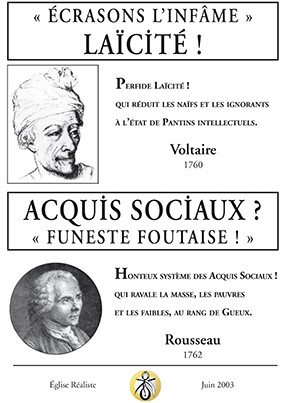 « ÉCRASONS L'INFÂME »
LAÏCITÉ !
PERFIDE LAÏCITÉ !
QUI RÉDUIT LES NAÏFS ET LES IGNORANTS
À L'ÉTAT DE PANTINS INTELLECTUELS.
Voltaire
1760
ACQUIS SOCIAUX ?
« FUNESTE FOUTAISE ! »
HONTEUX SYSTÈME DES ACQUIS SOCIAUX !
QUI RAVALE LA MASSE, LES PAUVRES
ET LES FAIBLES, AU RANG DE GUEUX.
Rousseau
1762
Église Réaliste
Juin 2003